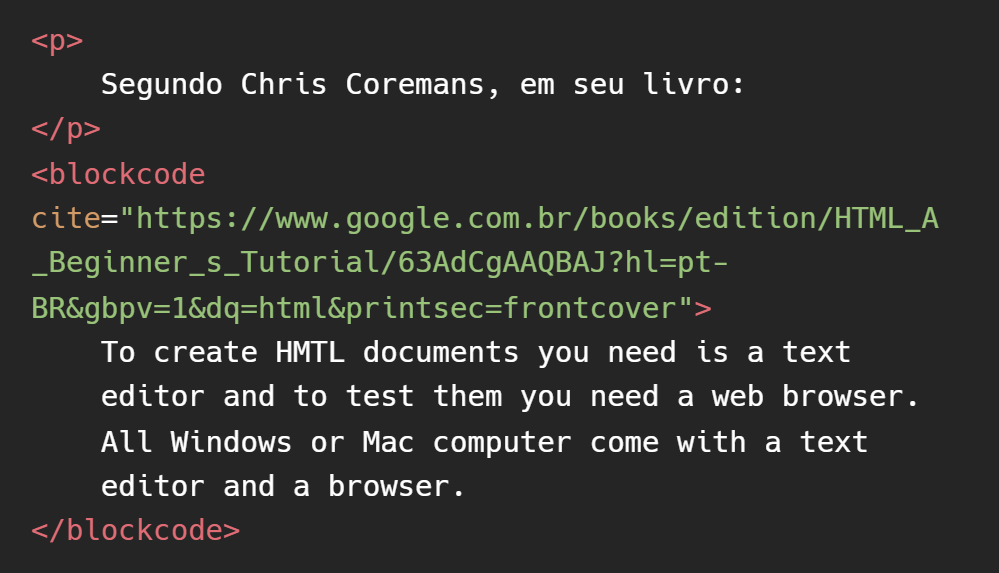 <p>
Segundo Chris Coremans, em seu livro:
</p>
<blockcode
cite="https://www.google.com.br/books/edition/HTML_A
_Beginner_s_Tutorial/63AdCgAAQBAJ?hl=pt-
BR&gbpv=1&dq=html&printsec=frontcover">
To create HMTL documents you need is a text
editor and to test them you need a web browser.
All Windows or Mac computer come with a text
editor and a browser.
</blockcode>